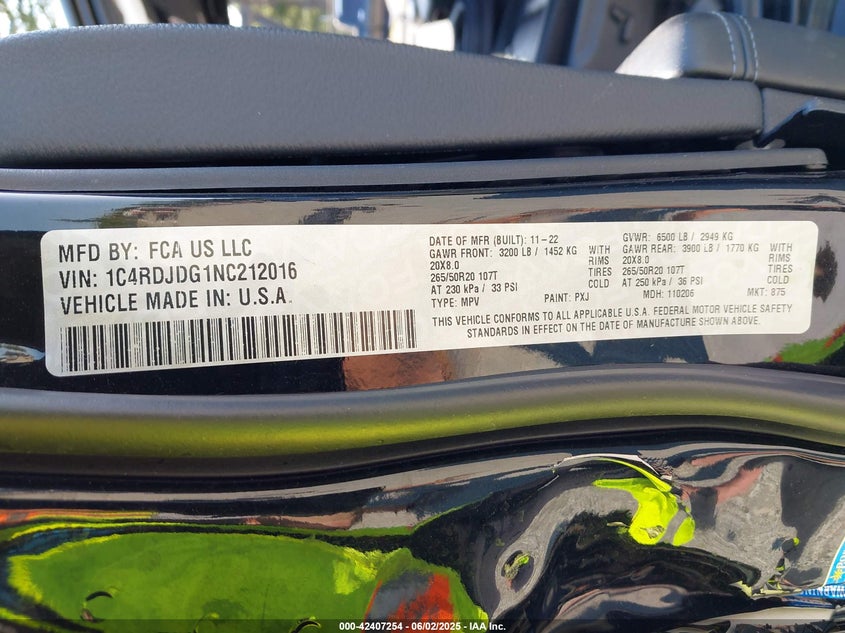 MFD BY: FCA US LLC
VIN: 1C4RDJDG1NC212016
VEHICLE MADE IN: U.S.A.
DATE OF MFR (BUILT): 11-22
GAWR FRONT: 3200 LB / 1452 KG WITH
20X8.0 RIMS
265/50R20 107T TIRES
AT 230 kPa / 33 PSI COLD
TYPE: MPV PAINT: PXJ
GVWR: 6500 LB / 2949 KG
GAWR REAR: 3900 LB / 1770 KG WITH
20X8.0 RIMS
265/50R20 107T TIRES
AT 250 kPa / 36 PSI COLD
MDH: 110206 MKT: 875
THIS VEHICLE CONFORMS TO ALL APPLICABLE U.S.A. FEDERAL MOTOR VEHICLE SAFETY
STANDARDS IN EFFECT ON THE DATE OF MANUFACTURE SHOWN ABOVE.
000-42407254 - 06/02/2025 - IAA, Inc.